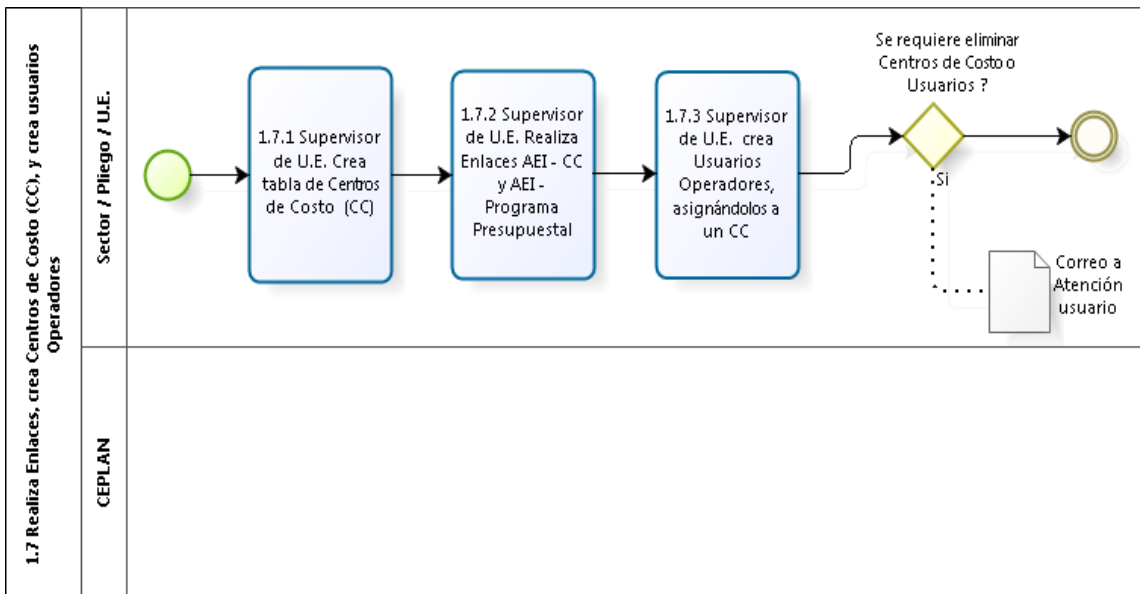 1.7 Realiza Enlaces, crea Centros de Costo (CC), y crea usuarios
Operadores
Sector / Pliego / U.E.
1.7.1 Supervisor
de U.E. Crea
tabla de Centros
de Costo (CC)
1.7.2 Supervisor
de U.E. Realiza
Enlaces AEI - CC
y AEI -
Programa
Presupuestal
1.7.3 Supervisor
de U.E. crea
Usuarios
Operadores,
asignándolos a
un CC
Se requiere eliminar
Centros de Costo o
Usuarios ?
Si
Correo a
Atención
usuario
CEPLAN